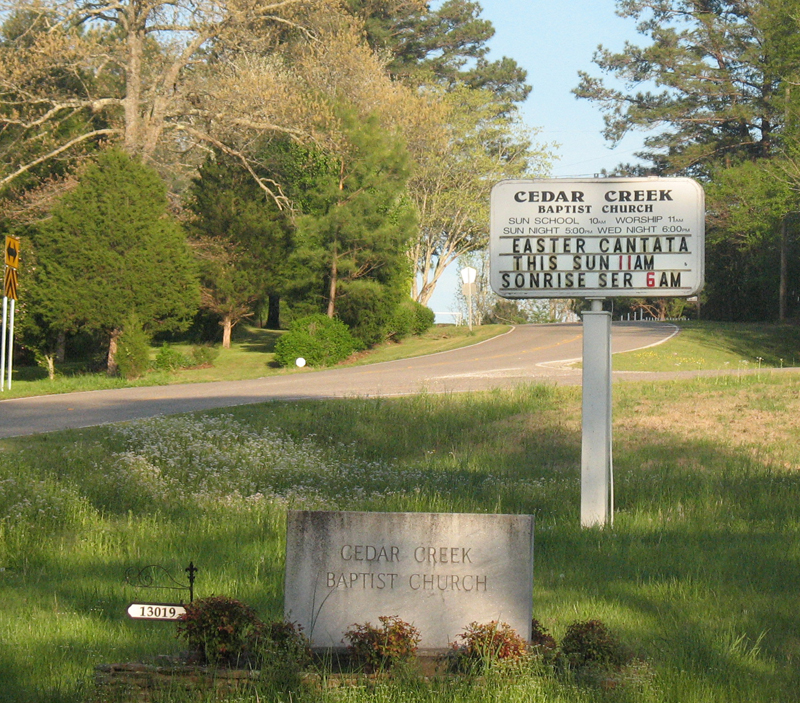 CEDAR CREEK
BAPTIST CHURCH
SUN SCHOOL 10AM WORSHIP 11AM
SUN NIGHT 5:00PM WED NIGHT 6:00PM
EASTER CANTATA
THIS SUN 11AM
SONRISE SER 6AM
CEDAR CREEK
BAPTIST CHURCH
13019